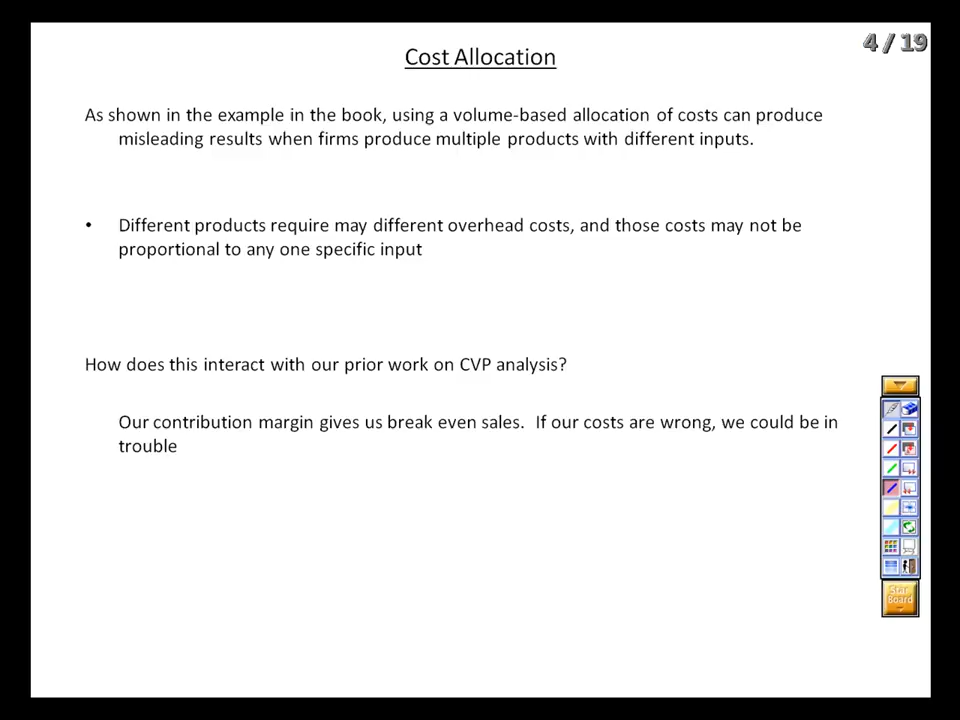 Cost Allocation
4 / 19
As shown in the example in the book, using a volume-based allocation of costs can produce
misleading results when firms produce multiple products with different inputs.
• Different products require may different overhead costs, and those costs may not be
proportional to any one specific input
How does this interact with our prior work on CVP analysis?
Our contribution margin gives us break even sales. If our costs are wrong, we could be in
trouble
Star
Board